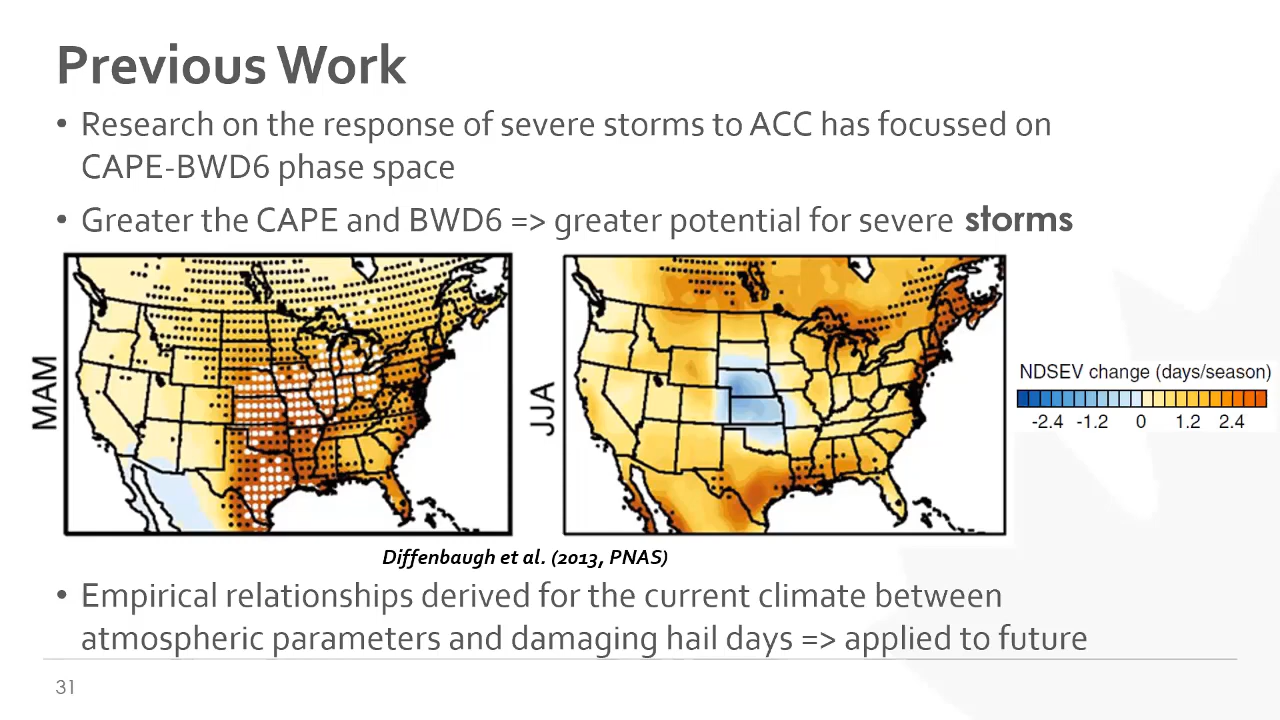 Previous Work
• Research on the response of severe storms to ACC has focussed on
CAPE-BWD6 phase space
• Greater the CAPE and BWD6 => greater potential for severe storms
MAM
JJA
NDSEV change (days/season)
-2.4 -1.2 0 1.2 2.4
Diffenbaugh et al. (2013, PNAS)
• Empirical relationships derived for the current climate between
atmospheric parameters and damaging hail days => applied to future
31